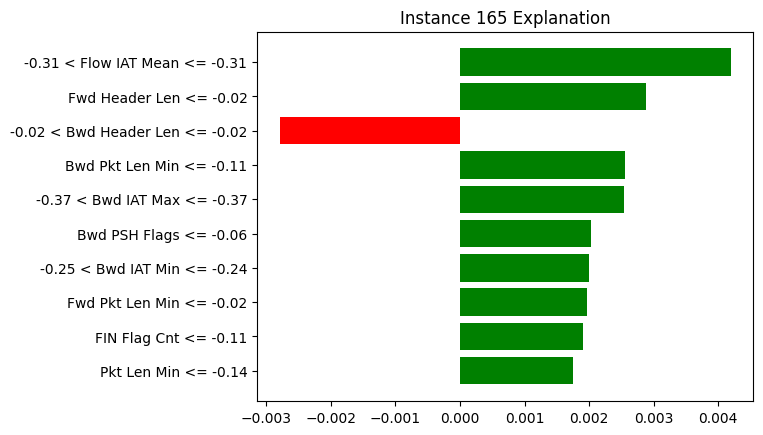 Instance 165 Explanation
-0.31 < Flow IAT Mean <= -0.31
Fwd Header Len <= -0.02
-0.02 < Bwd Header Len <= -0.02
Bwd Pkt Len Min <= -0.11
-0.37 < Bwd IAT Max <= -0.37
Bwd PSH Flags <= -0.06
-0.25 < Bwd IAT Min <= -0.24
Fwd Pkt Len Min <= -0.02
FIN Flag Cnt <= -0.11
Pkt Len Min <= -0.14
−0.003 −0.002 −0.001 0.000 0.001 0.002 0.003 0.004